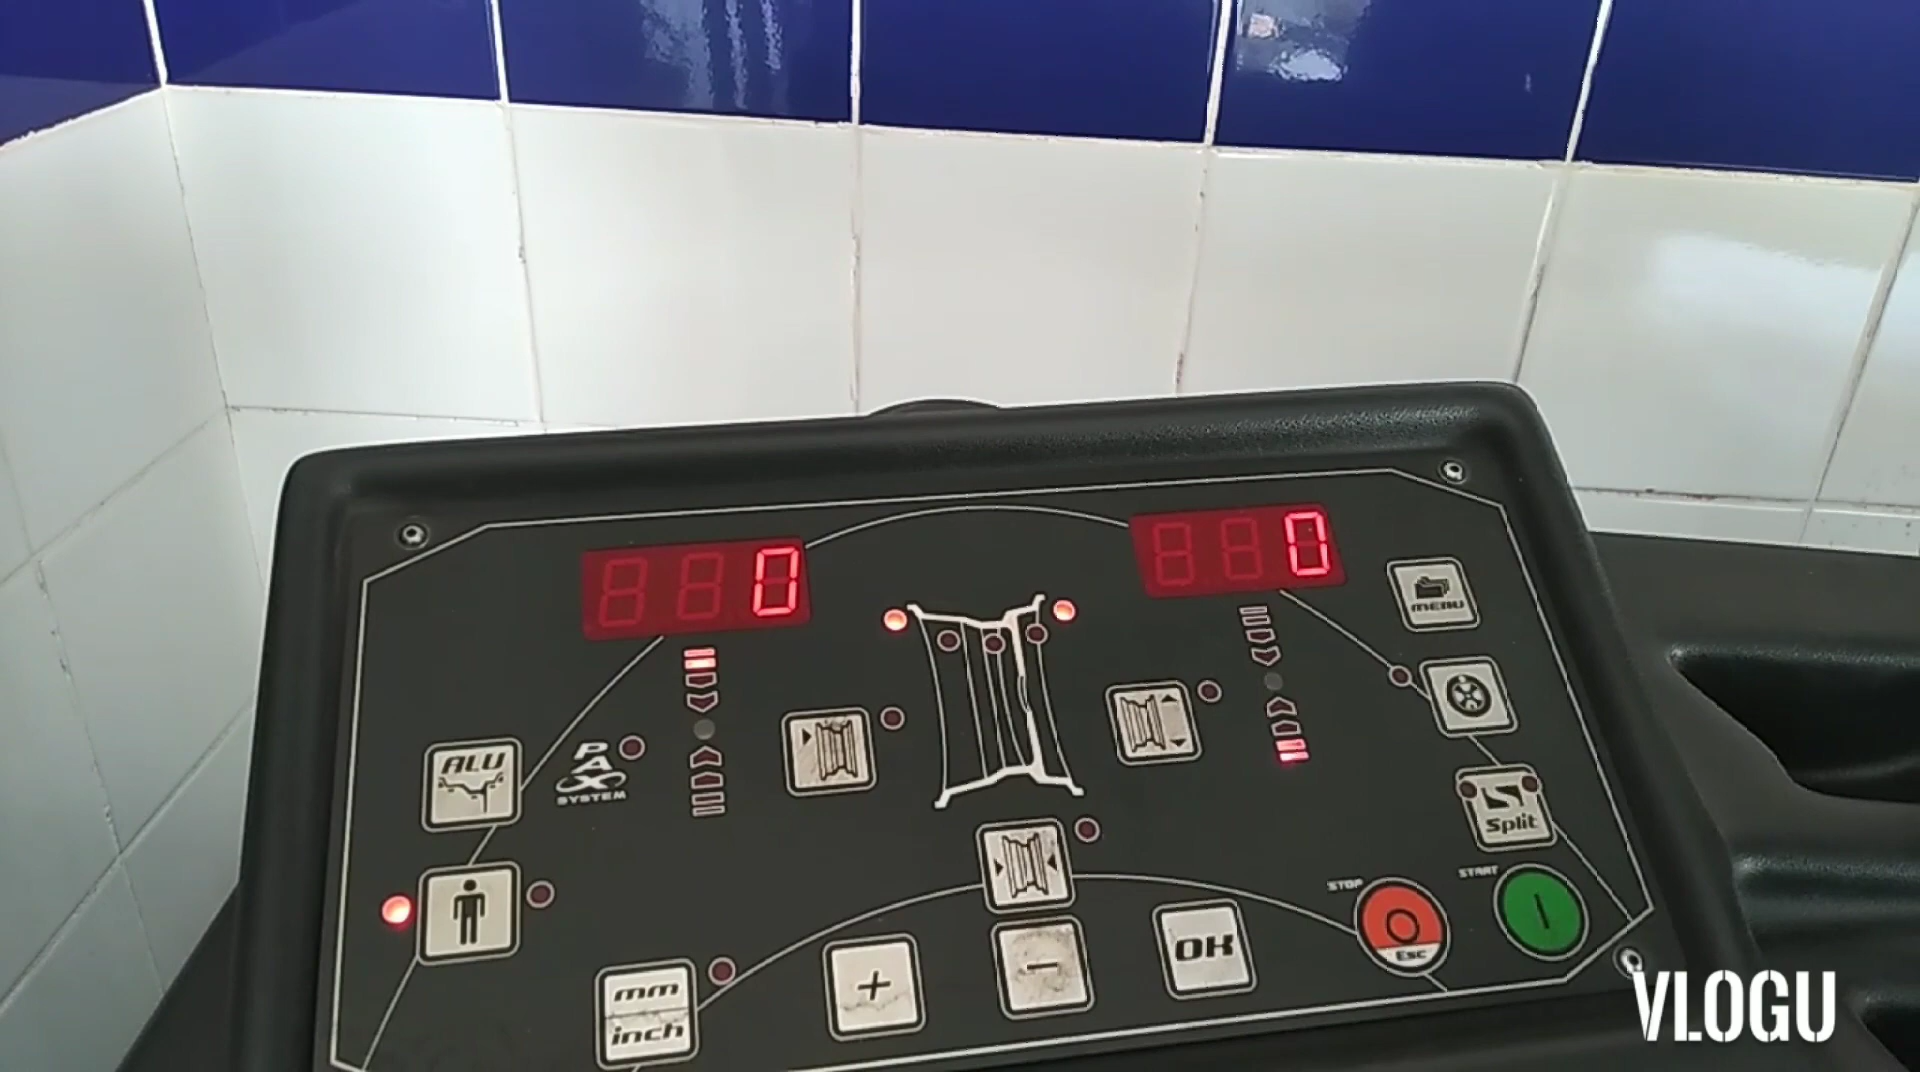 0
0
MENU
ALU
PAX
SYSTEM
Split
STOP
START
Esc
OK
+
-
mm
inch
VLOGU